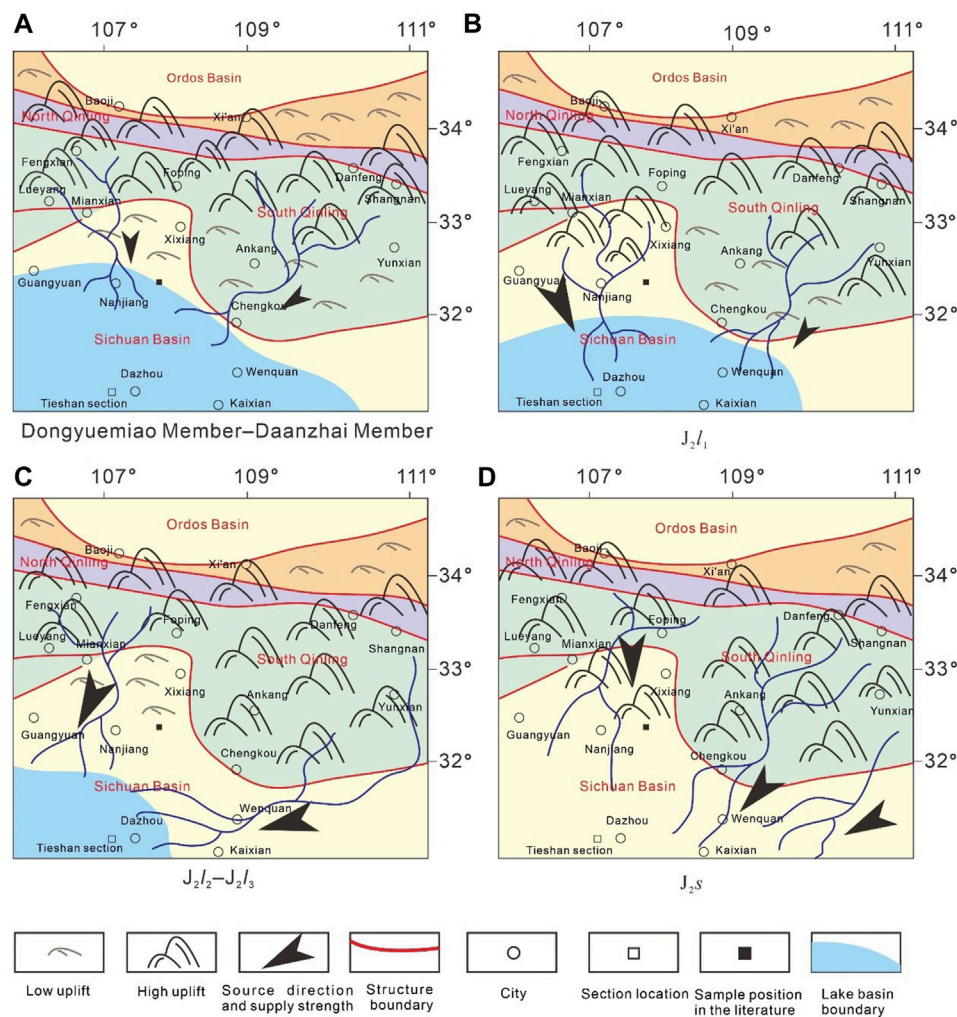 A
107°
109°
111°
Ordos Basin
Baoji
Xi'an
North Qinling
34°
Fengxian
Foping
Danfeng
Lueyang
Mianxian
Shangnan
South Qinling
33°
Xixiang
Ankang
Yunxian
Guangyuan
Nanjiang
Chengkou
32°
Sichuan Basin
Dazhou
Wenquan
Tieshan section
Kaixian
Dongyuemiao Member–Daanzhai Member
B
107°
109°
111°
Ordos Basin
Baoji
Xi'an
North Qinling
34°
Fengxian
Foping
Danfeng
Lueyang
Mianxian
Shangnan
South Qinling
33°
Xixiang
Ankang
Yunxian
Guangyuan
Nanjiang
Chengkou
32°
Sichuan Basin
Dazhou
Wenquan
Tieshan section
Kaixian
J₂l₁
C
107°
109°
111°
Ordos Basin
Baoji
Xi'an
North Qinling
34°
Fengxian
Foping
Danfeng
Lueyang
Mianxian
Shangnan
South Qinling
33°
Xixiang
Ankang
Yunxian
Guangyuan
Nanjiang
Chengkou
32°
Sichuan Basin
Dazhou
Wenquan
Tieshan section
Kaixian
J₂l₂–J₂l₃
D
107°
109°
111°
Ordos Basin
Baoji
Xi'an
North Qinling
34°
Fengxian
Foping
Danfeng
Lueyang
Mianxian
Shangnan
South Qinling
33°
Xixiang
Ankang
Yunxian
Guangyuan
Nanjiang
Chengkou
32°
Sichuan Basin
Dazhou
Wenquan
Tieshan section
Kaixian
J₂s
Low uplift
High uplift
Source direction
and supply strength
Structure
boundary
City
Section location
Sample position
in the literature
Lake basin
boundary